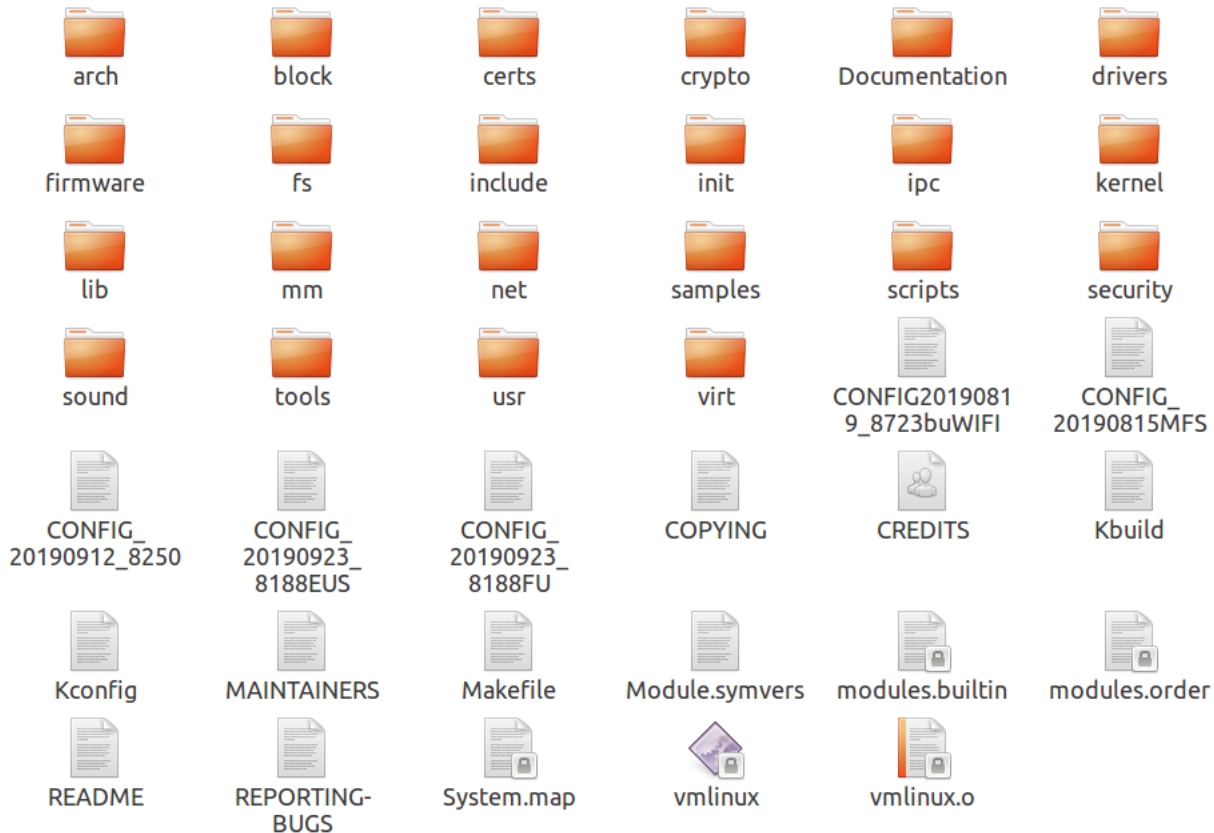 arch block certs crypto Documentation drivers
firmware fs include init ipc kernel
lib mm net samples scripts security
sound tools usr virt CONFIG2019081 CONFIG_
9_8723buWIFI 20190815MFS
CONFIG_ CONFIG_ CONFIG_ COPYING CREDITS Kbuild
20190912_8250 20190923_ 20190923_
8188EUS 8188FU
Kconfig MAINTAINERS Makefile Module.symvers modules.builtin modules.order
README REPORTING- System.map vmlinux vmlinux.o
BUGS